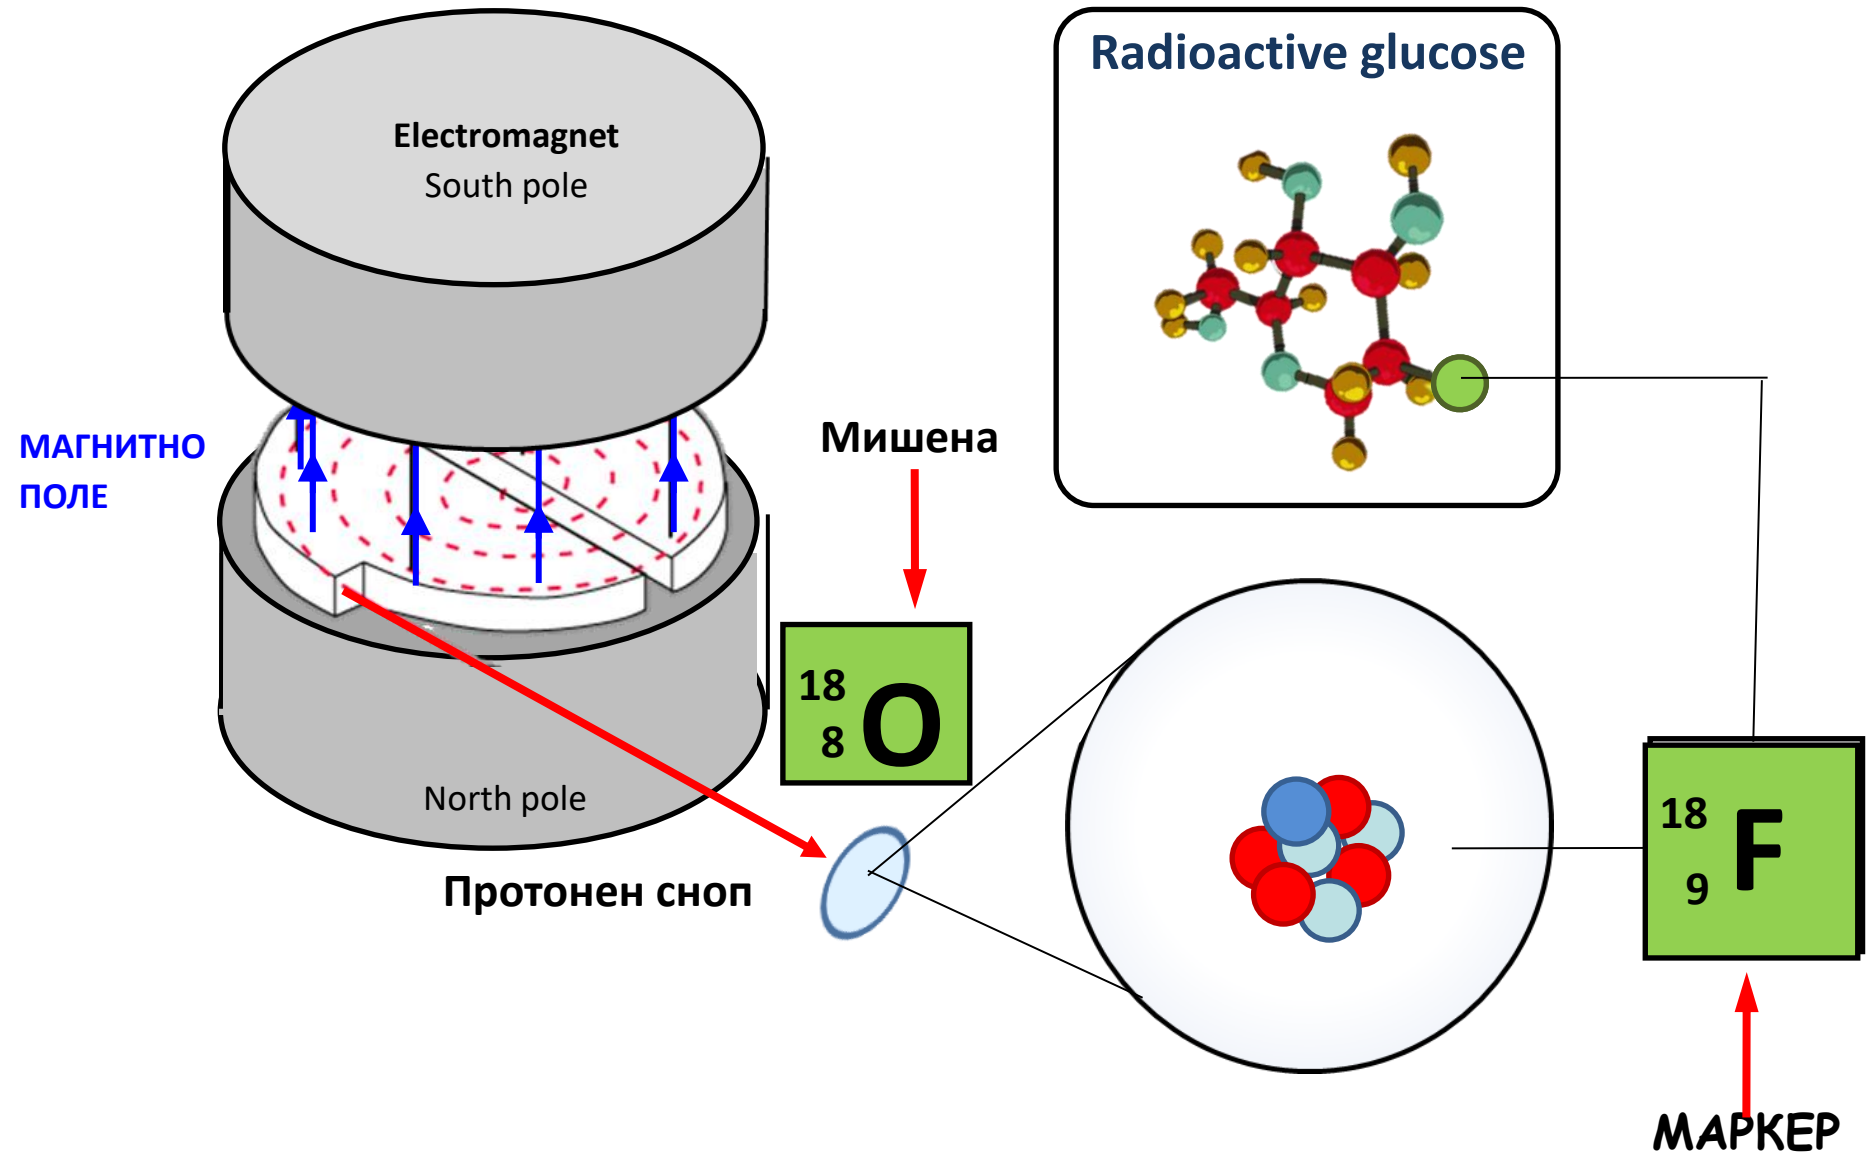 Radioactive glucose
Electromagnet
South pole
МАГНИТНО
ПОЛЕ
Мишена
18
8 O
North pole
Протонен сноп
18
9 F
МАРКЕР